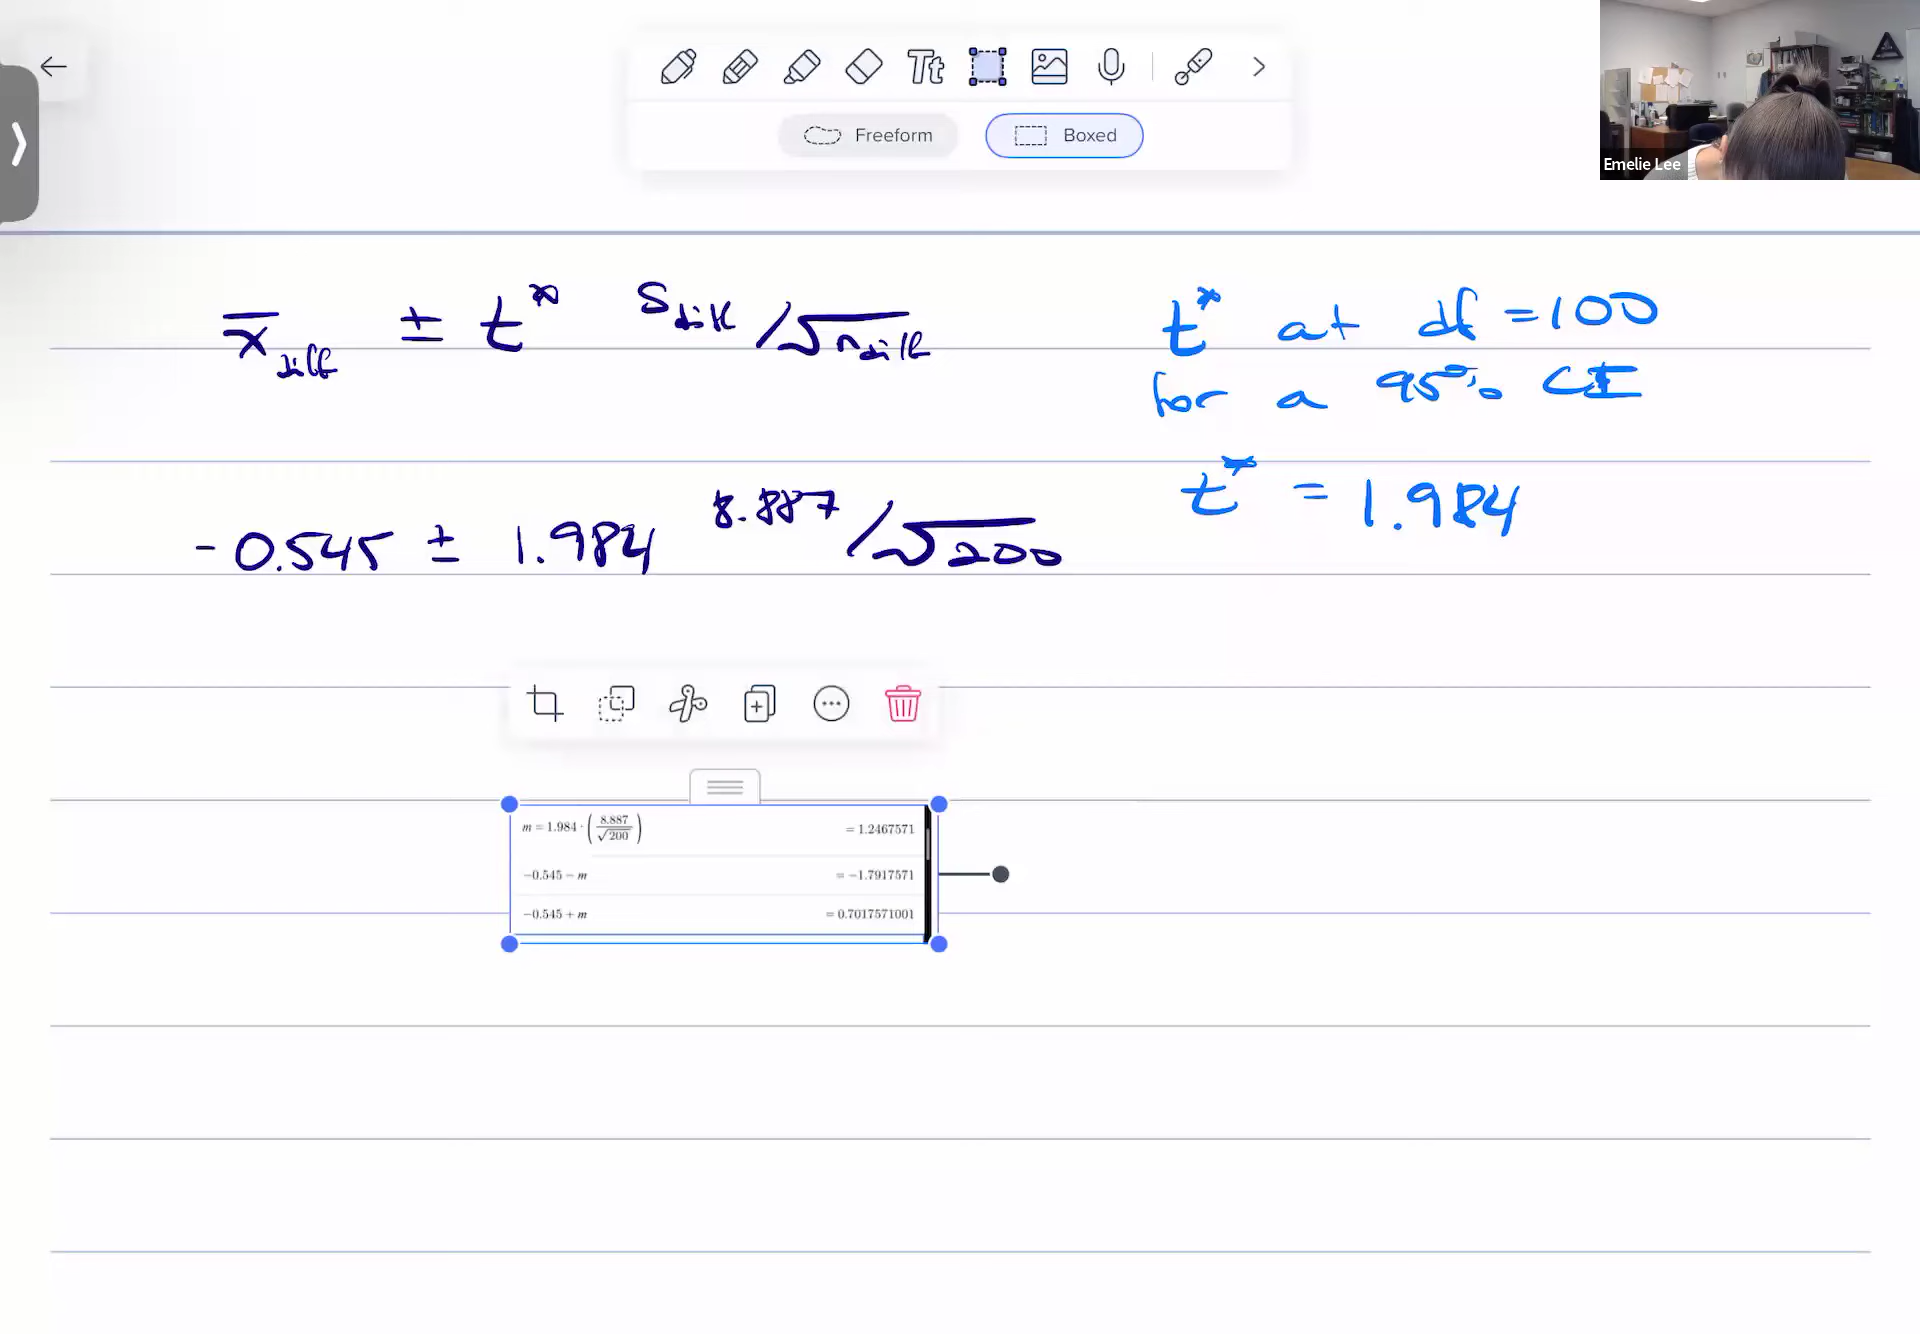 Tt
Freeform
Boxed
Emelie Lee
x̄diff ± t* Sdiff/√ndiff
t* at df = 100
for a 95% CI
t* = 1.984
-0.545 ± 1.984 8.887/√200
m = 1.984 · (8.887/√200) = 1.2467571
−0.545 − m = −1.7917571
−0.545 + m = 0.7017571001